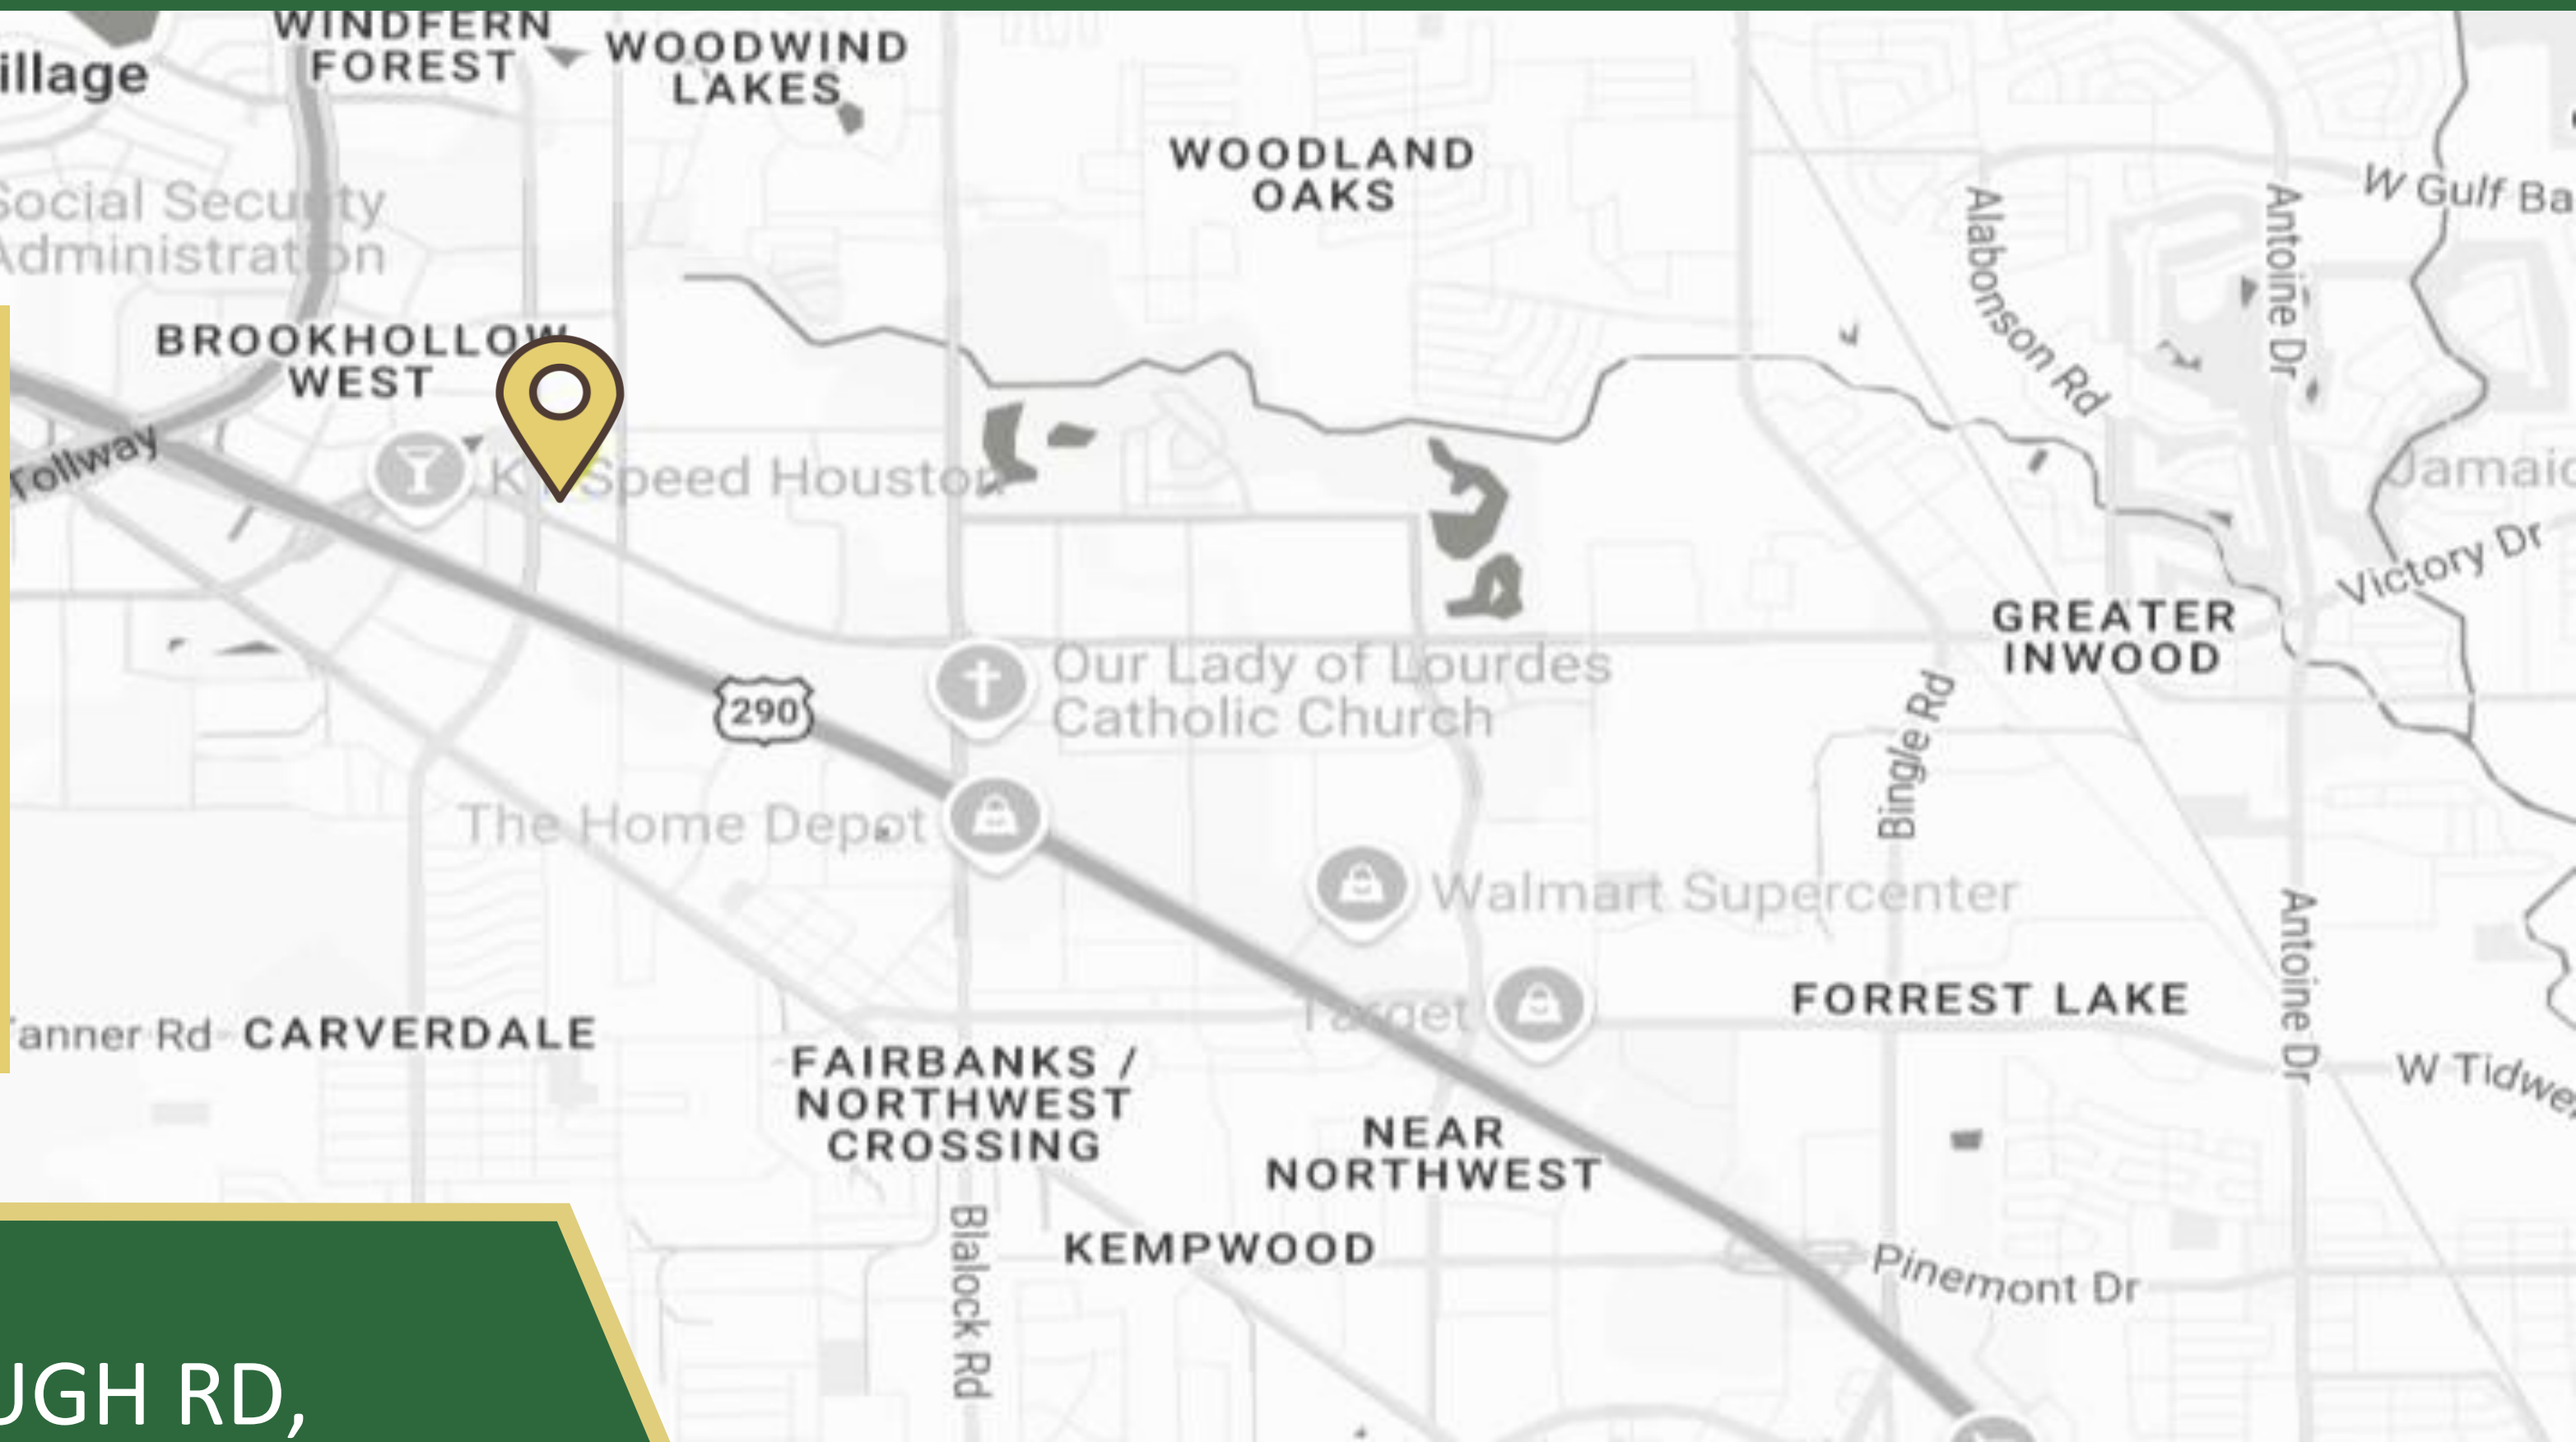 WINDFERN
FOREST
WOODWIND
LAKES
illage
WOODLAND
OAKS
W Gulf Ba
Social Security
Administration
Alabonson Rd
Antoine Dr
BROOKHOLLOW
WEST
Tollway
K1 Speed Houston
Jamaic
Victory Dr
GREATER
INWOOD
290
Our Lady of Lourdes
Catholic Church
Bingle Rd
The Home Depot
Walmart Supercenter
Antoine Dr
Target
FORREST LAKE
anner Rd
CARVERDALE
FAIRBANKS /
NORTHWEST
CROSSING
W Tidwe
NEAR
NORTHWEST
Blalock Rd
KEMPWOOD
Pinemont Dr
UGH RD,